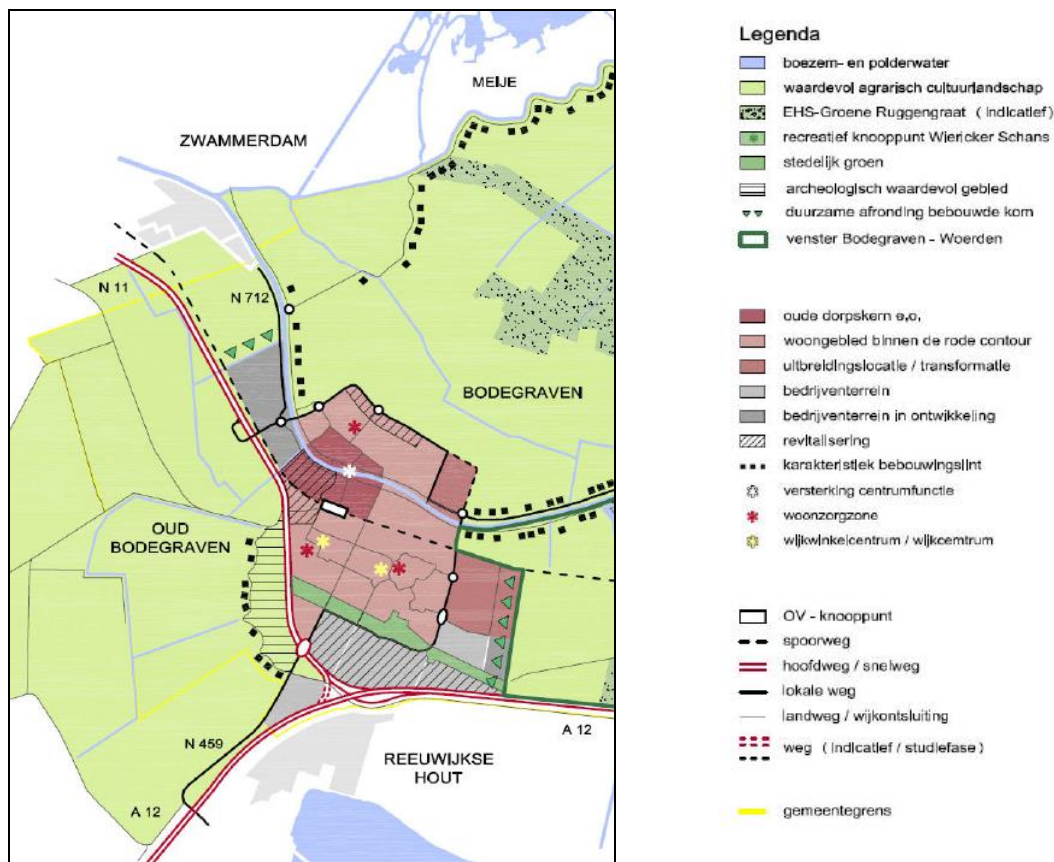 MEIJE
ZWAMMERDAM
N 11
N 712
BODEGRAVEN
OUD
BODEGRAVEN
N 459
A 12
REEUWIJKSE
HOUT
A 12
Legenda
boezem- en polderwater
waardevol agrarisch cultuurlandschap
EHS-Groene Ruggengraat ( indicatief )
recreatief knooppunt Wiericker Schans
stedelijk groen
archeologisch waardevol gebied
duurzame afronding bebouwde kom
venster Bodegraven - Woerden
oude dorpskern e.o.
woongebied binnen de rode contour
uitbreidingslocatie / transformatie
bedrijventerrein
bedrijventerrein in ontwikkeling
revitalisering
karakteristiek bebouwingslint
versterking centrumfunctie
woonzorgzone
wijkwinkelcentrum / wijkcemtrum
OV - knooppunt
spoorweg
hoofdweg / snelweg
lokale weg
landweg / wijkontsluiting
weg ( indicatief / studiefase )
gemeentegrens